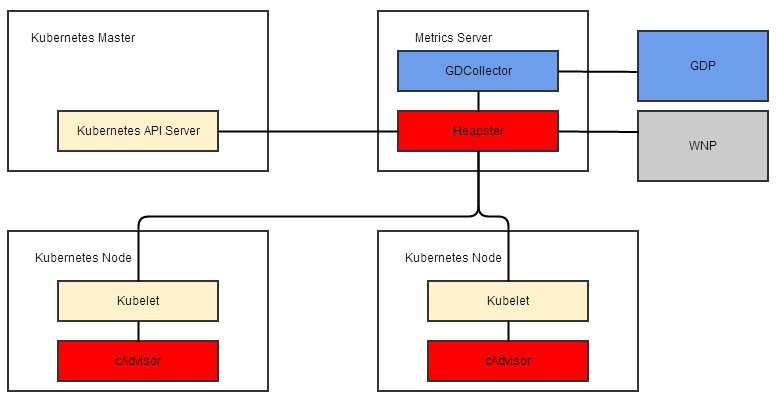 Kubernetes Master
Metrics Server
GDCollector
GDP
Kubernetes API Server
Heapster
WNP
Kubernetes Node
Kubernetes Node
Kubelet
Kubelet
cAdvisor
cAdvisor